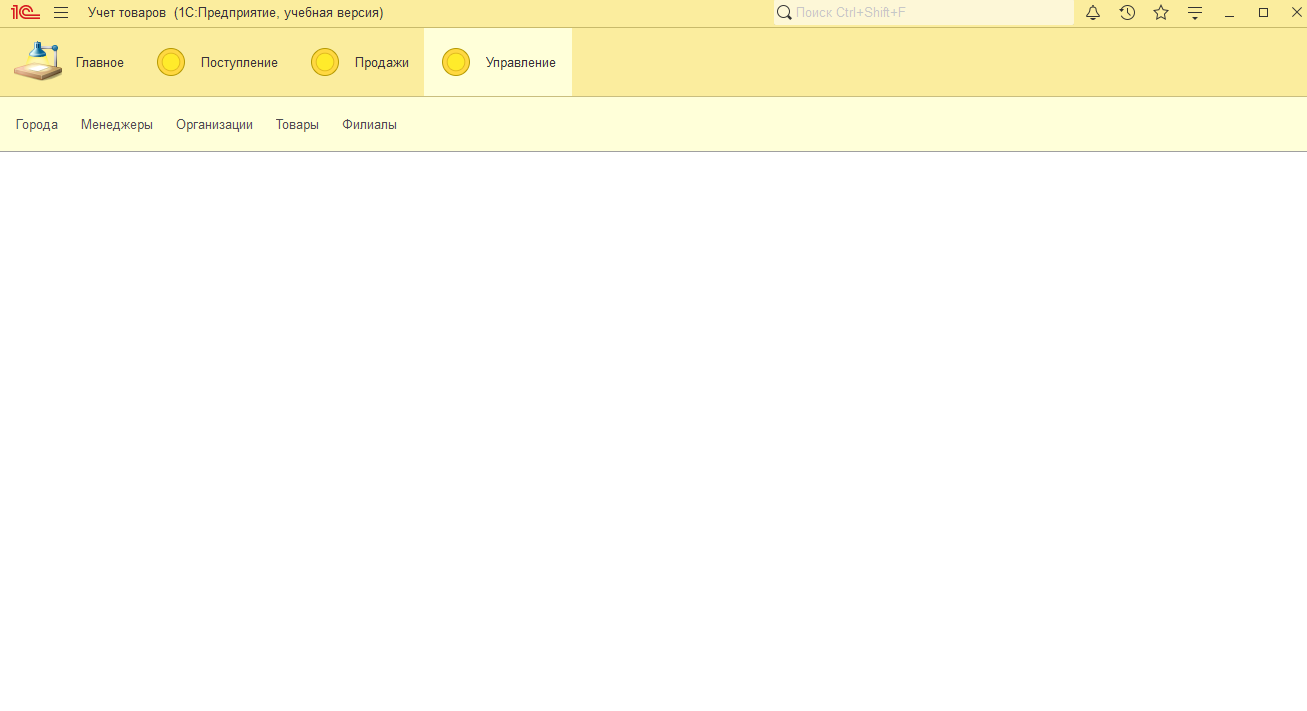 1С Учет товаров (1С:Предприятие, учебная версия) Поиск Ctrl+Shift+F
Главное Поступление Продажи Управление
Города Менеджеры Организации Товары Филиалы